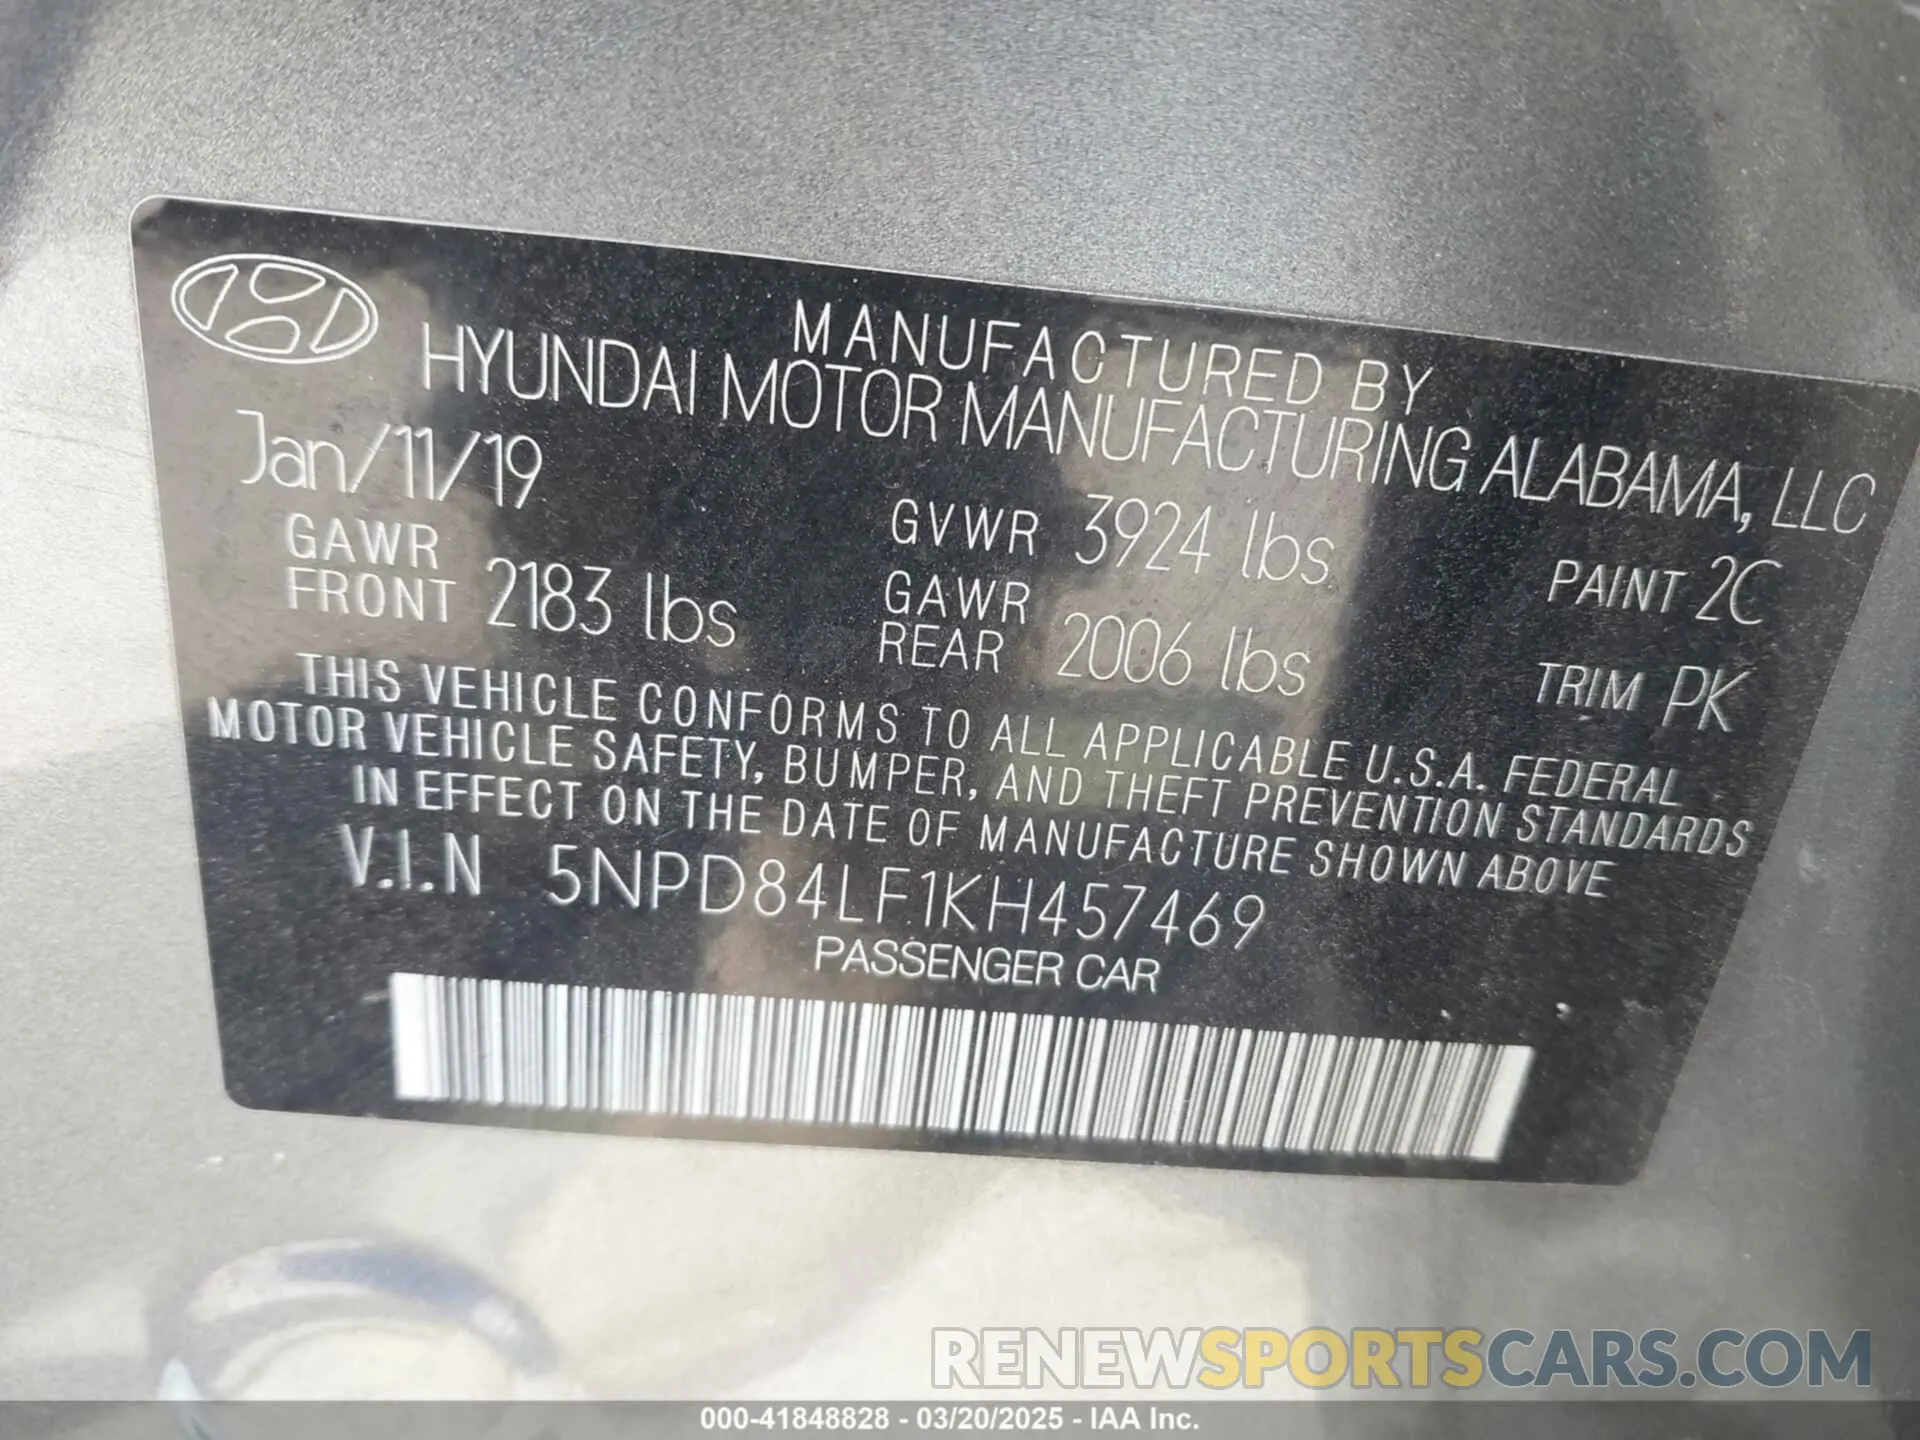 MANUFACTURED BY
HYUNDAI MOTOR MANUFACTURING ALABAMA, LLC
Jan/11/19
GVWR 3924 lbs
PAINT 2C
GAWR FRONT 2183 lbs
GAWR REAR 2006 lbs
TRIM PK
THIS VEHICLE CONFORMS TO ALL APPLICABLE U.S.A. FEDERAL
MOTOR VEHICLE SAFETY, BUMPER, AND THEFT PREVENTION STANDARDS
IN EFFECT ON THE DATE OF MANUFACTURE SHOWN ABOVE
V.I.N 5NPD84LF1KH457469
PASSENGER CAR
RENEWSPORTSCARS.COM
000-41848828 - 03/20/2025 - IAA Inc.